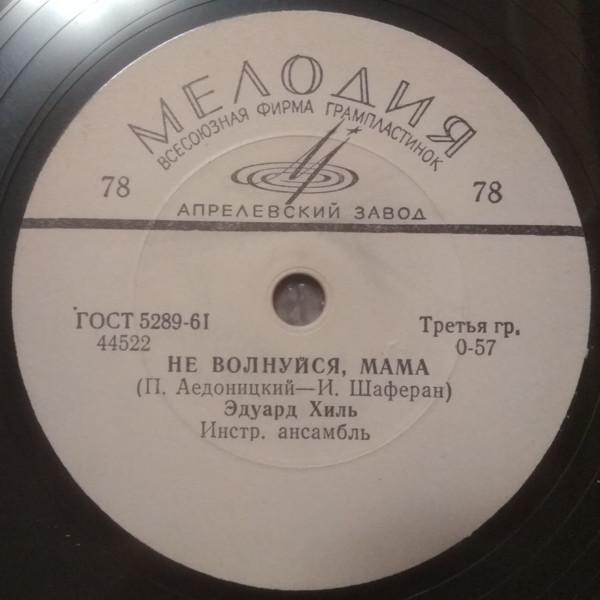 МЕЛОДИЯ
ВСЕСОЮЗНАЯ ФИРМА ГРАМПЛАСТИНОК
78 78
АПРЕЛЕВСКИЙ ЗАВОД
ГОСТ 5289-61 Третья гр.
44522 0-57
НЕ ВОЛНУЙСЯ, МАМА
(П. Аедоницкий—И. Шаферан)
Эдуард Хиль
Инстр. ансамбль